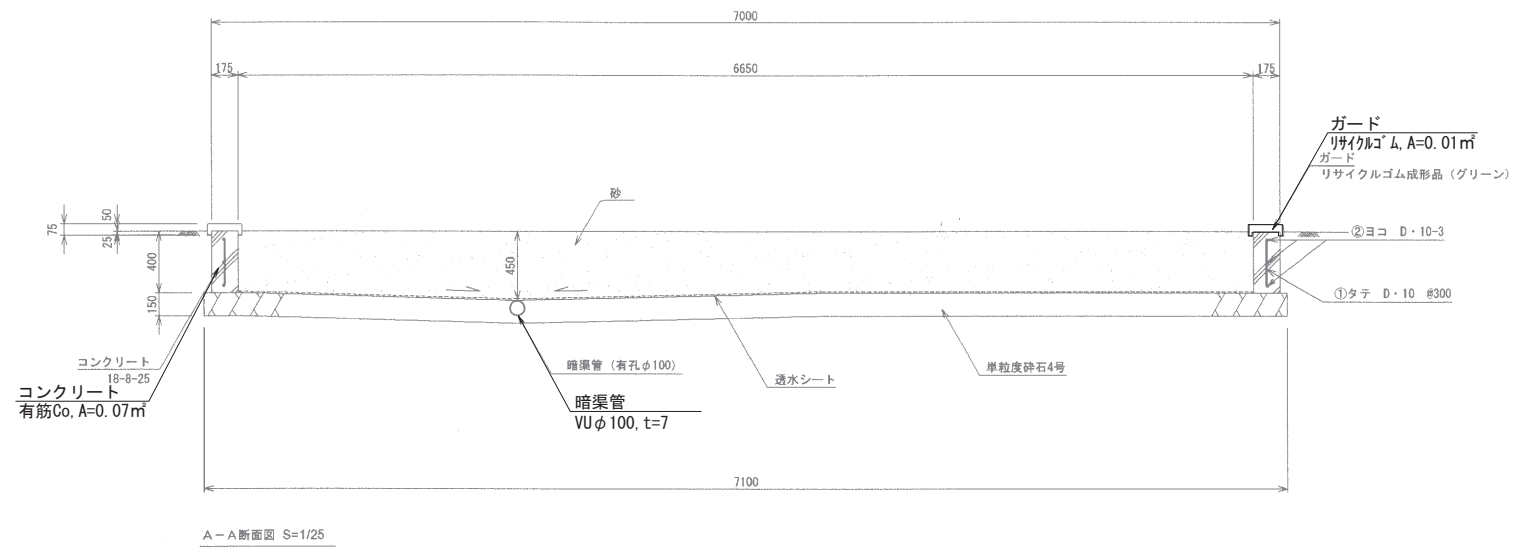 7000
175
6650
175
ガード
リサイクルゴム, A=0.01㎡
ガード
リサイクルゴム成形品（グリーン）
砂
50
75
25
②ヨコ D・10-3
400
450
150
①タテ D・10 @300
コンクリート
18-8-25
コンクリート
有筋Co, A=0.07㎡
暗渠管（有孔φ100）
透水シート
単粒度砕石4号
暗渠管
VUφ100, t=7
7100
A－A断面図 S=1/25